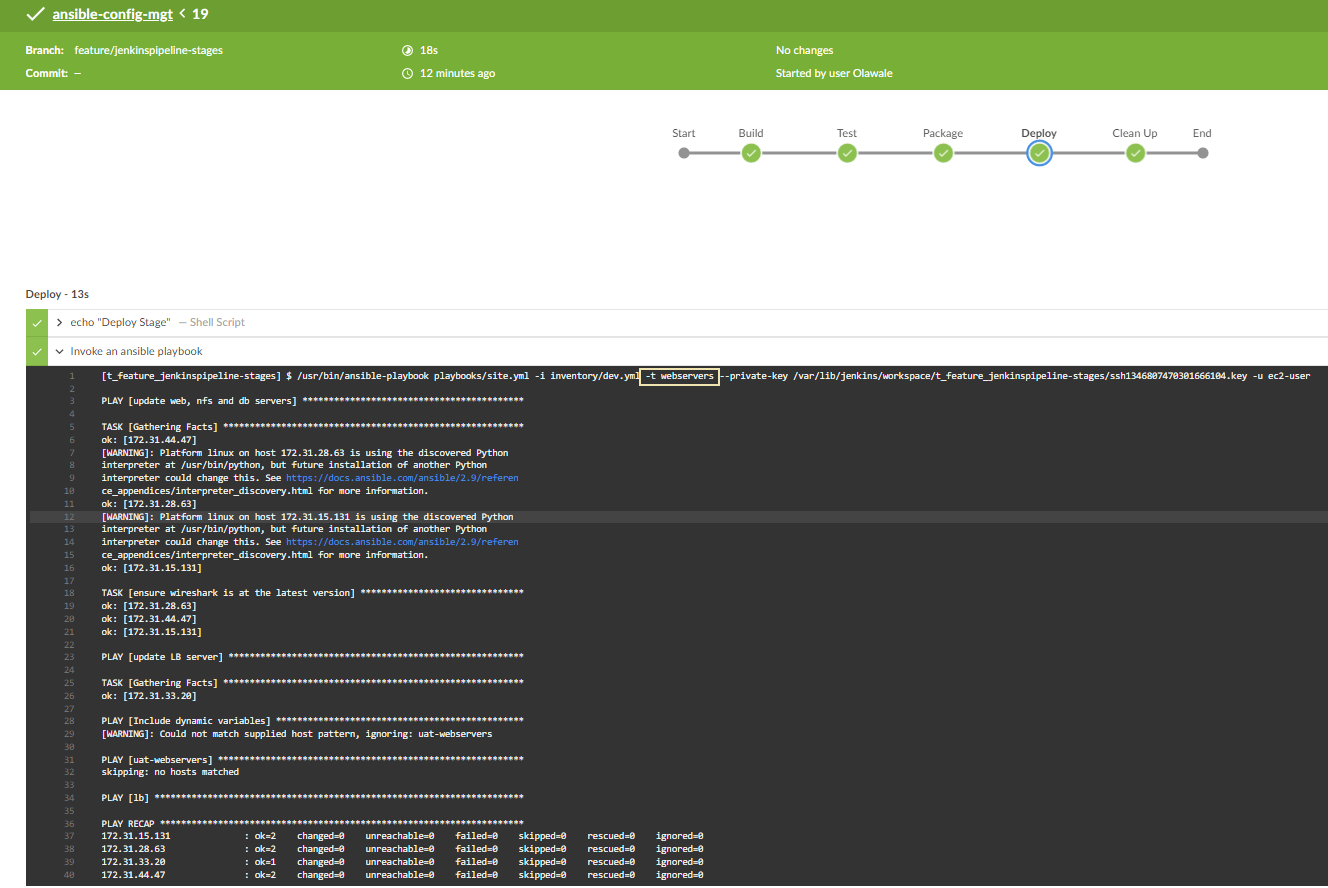 ansible-config-mgt < 19
Branch: feature/jenkinspipeline-stages 18s No changes
Commit: – 12 minutes ago Started by user Olawale
Start Build Test Package Deploy Clean Up End
Deploy - 13s
> echo "Deploy Stage" — Shell Script
Invoke an ansible playbook
1 [t_feature_jenkinspipeline-stages] $ /usr/bin/ansible-playbook playbooks/site.yml -i inventory/dev.yml -t webservers --private-key /var/lib/jenkins/workspace/t_feature_jenkinspipeline-stages/ssh1346807470301666104.key -u ec2-user
2
3 PLAY [update web, nfs and db servers] ******************************************
4
5 TASK [Gathering Facts] *********************************************************
6 ok: [172.31.44.47]
7 [WARNING]: Platform linux on host 172.31.28.63 is using the discovered Python
8 interpreter at /usr/bin/python, but future installation of another Python
9 interpreter could change this. See https://docs.ansible.com/ansible/2.9/referen
10 ce_appendices/interpreter_discovery.html for more information.
11 ok: [172.31.28.63]
12 [WARNING]: Platform linux on host 172.31.15.131 is using the discovered Python
13 interpreter at /usr/bin/python, but future installation of another Python
14 interpreter could change this. See https://docs.ansible.com/ansible/2.9/referen
15 ce_appendices/interpreter_discovery.html for more information.
16 ok: [172.31.15.131]
17
18 TASK [ensure wireshark is at the latest version] *******************************
19 ok: [172.31.28.63]
20 ok: [172.31.44.47]
21 ok: [172.31.15.131]
22
23 PLAY [update LB server] ********************************************************
24
25 TASK [Gathering Facts] *********************************************************
26 ok: [172.31.33.20]
27
28 PLAY [Include dynamic variables] ***********************************************
29 [WARNING]: Could not match supplied host pattern, ignoring: uat-webservers
30
31 PLAY [uat-webservers] **********************************************************
32 skipping: no hosts matched
33
34 PLAY [lb] **********************************************************************
35
36 PLAY RECAP *********************************************************************
37 172.31.15.131 : ok=2 changed=0 unreachable=0 failed=0 skipped=0 rescued=0 ignored=0
38 172.31.28.63 : ok=2 changed=0 unreachable=0 failed=0 skipped=0 rescued=0 ignored=0
39 172.31.33.20 : ok=1 changed=0 unreachable=0 failed=0 skipped=0 rescued=0 ignored=0
40 172.31.44.47 : ok=2 changed=0 unreachable=0 failed=0 skipped=0 rescued=0 ignored=0